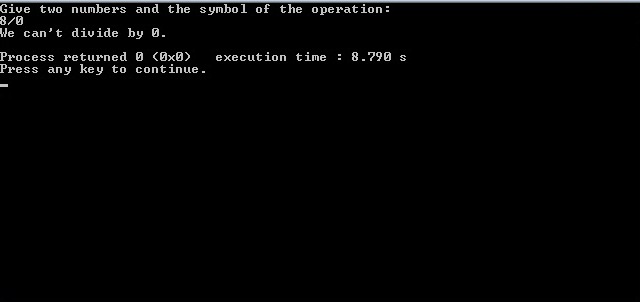 Give two numbers and the symbol of the operation:
8/0
We can't divide by 0.
Process returned 0 (0x0)   execution time : 8.790 s
Press any key to continue.